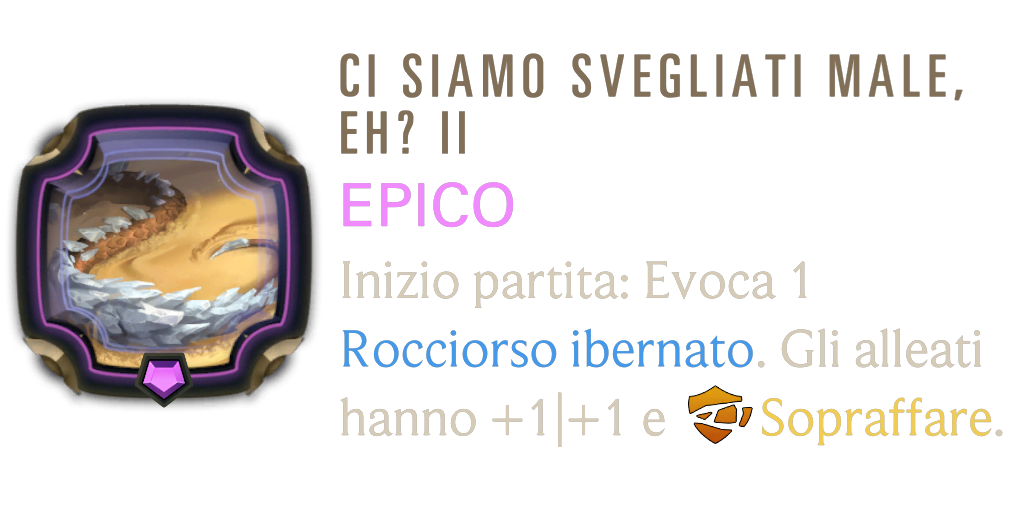 CI SIAMO SVEGLIATI MALE,
EH? II
EPICO
Inizio partita: Evoca 1
Rocciorso ibernato. Gli alleati
hanno +1|+1 e Sopraffare.